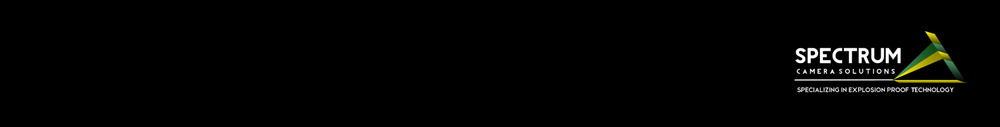 SPECTRUM
CAMERA SOLUTIONS
SPECIALIZING IN EXPLOSION PROOF TECHNOLOGY